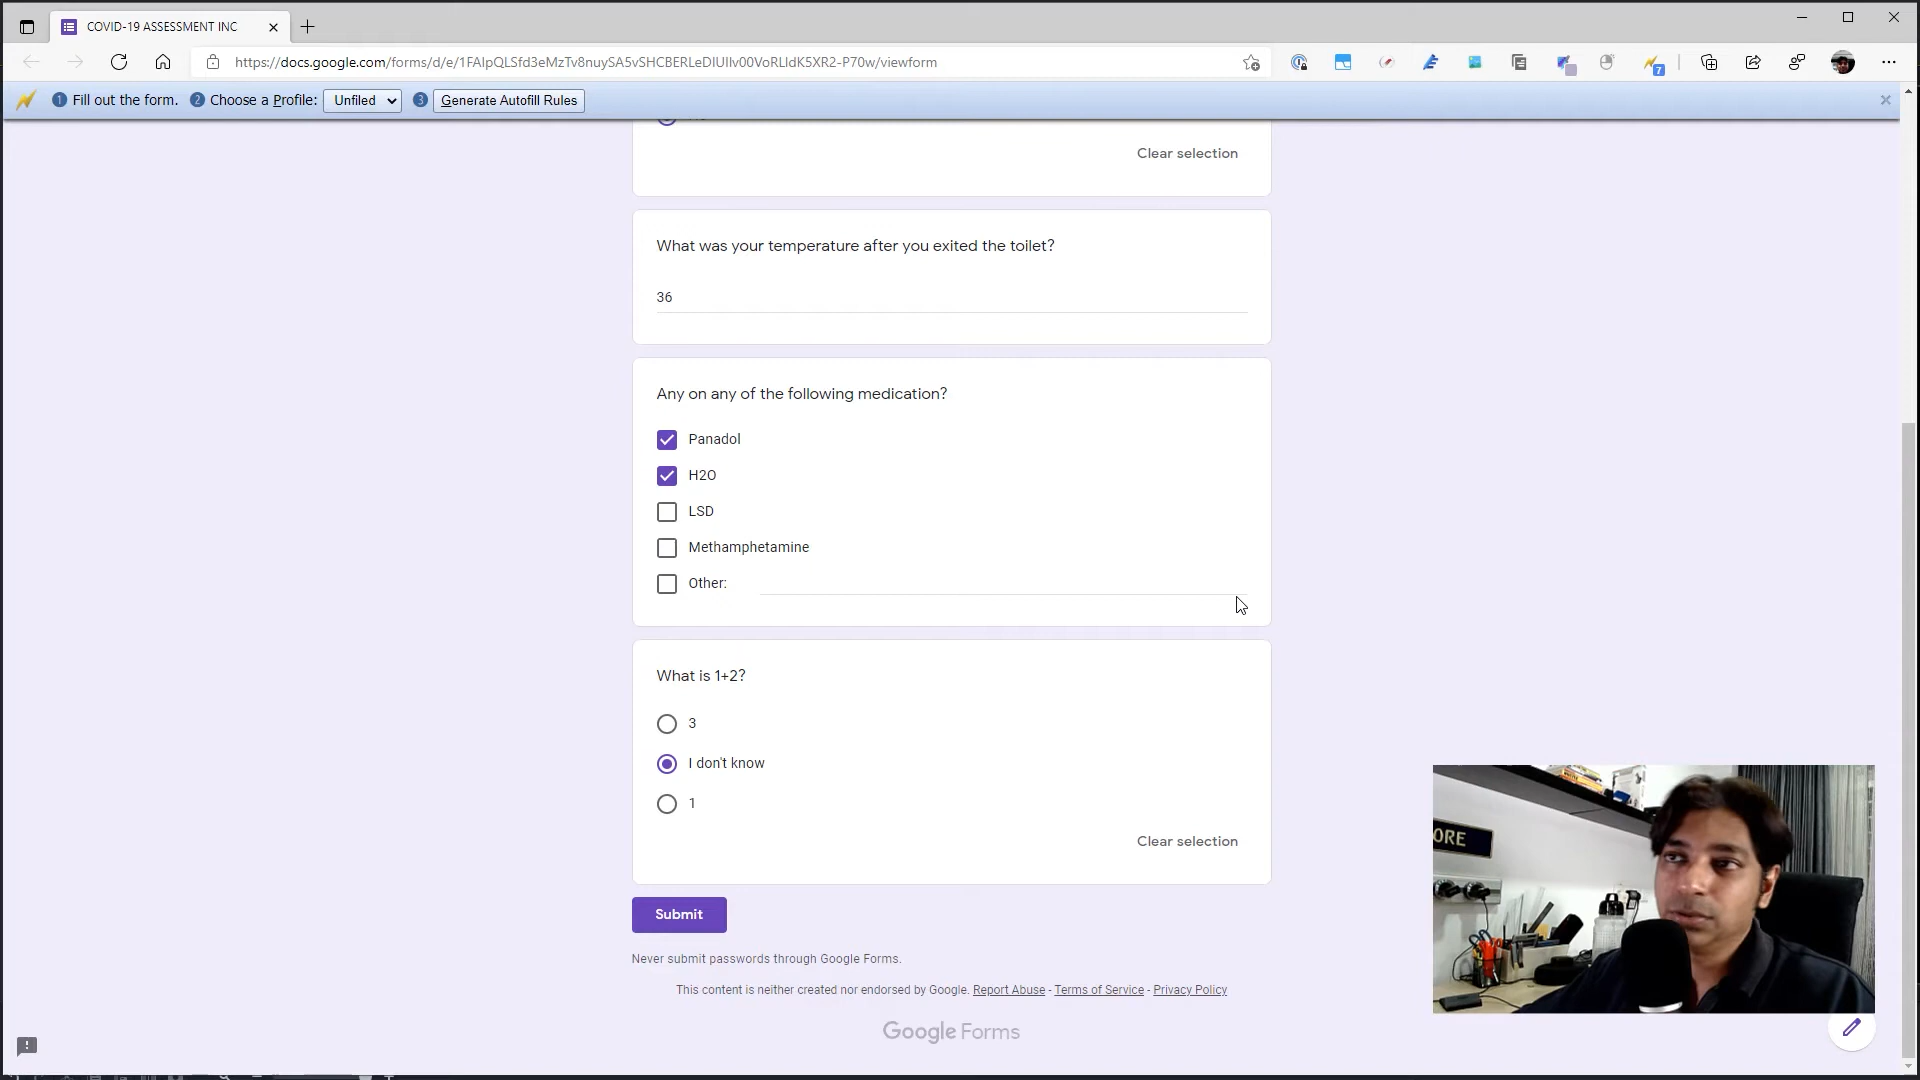 COVID-19 ASSESSMENT INC
https://docs.google.com/forms/d/e/1FAIpQLSfd3eMzTv8nuySA5vSHCBERLeDIUIIv00VoRLIdK5XR2-P70w/viewform
7
1 Fill out the form. 2 Choose a Profile: Unfiled 3 Generate Autofill Rules
Clear selection
What was your temperature after you exited the toilet?
36
Any on any of the following medication?
Panadol
H2O
LSD
Methamphetamine
Other:
What is 1+2?
3
I don't know
1
Clear selection
ORE
Submit
Never submit passwords through Google Forms.
This content is neither created nor endorsed by Google. Report Abuse - Terms of Service - Privacy Policy
Google Forms